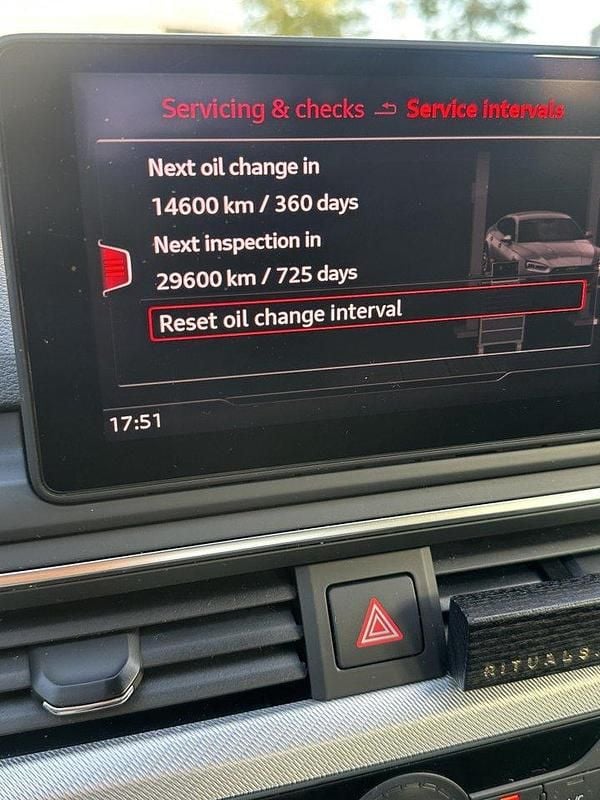 Servicing & checks Service intervals
Next oil change in
14600 km / 360 days
Next inspection in
29600 km / 725 days
Reset oil change interval
17:51
RITUALS.